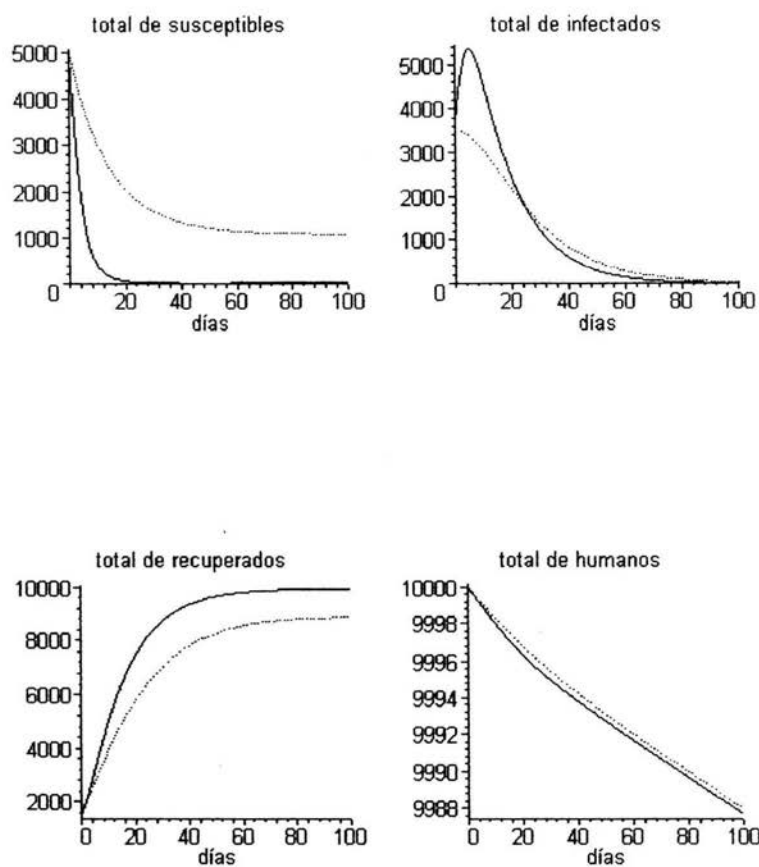 total de susceptibles
5000
4000
3000
2000
1000
0
20 40 60 80 100
días
total de infectados
5000
4000
3000
2000
1000
0
20 40 60 80 100
días
total de recuperados
10000
8000
6000
4000
2000
0 20 40 60 80 100
días
total de humanos
10000
9998
9996
9994
9992
9990
9988
0 20 40 60 80 100
días